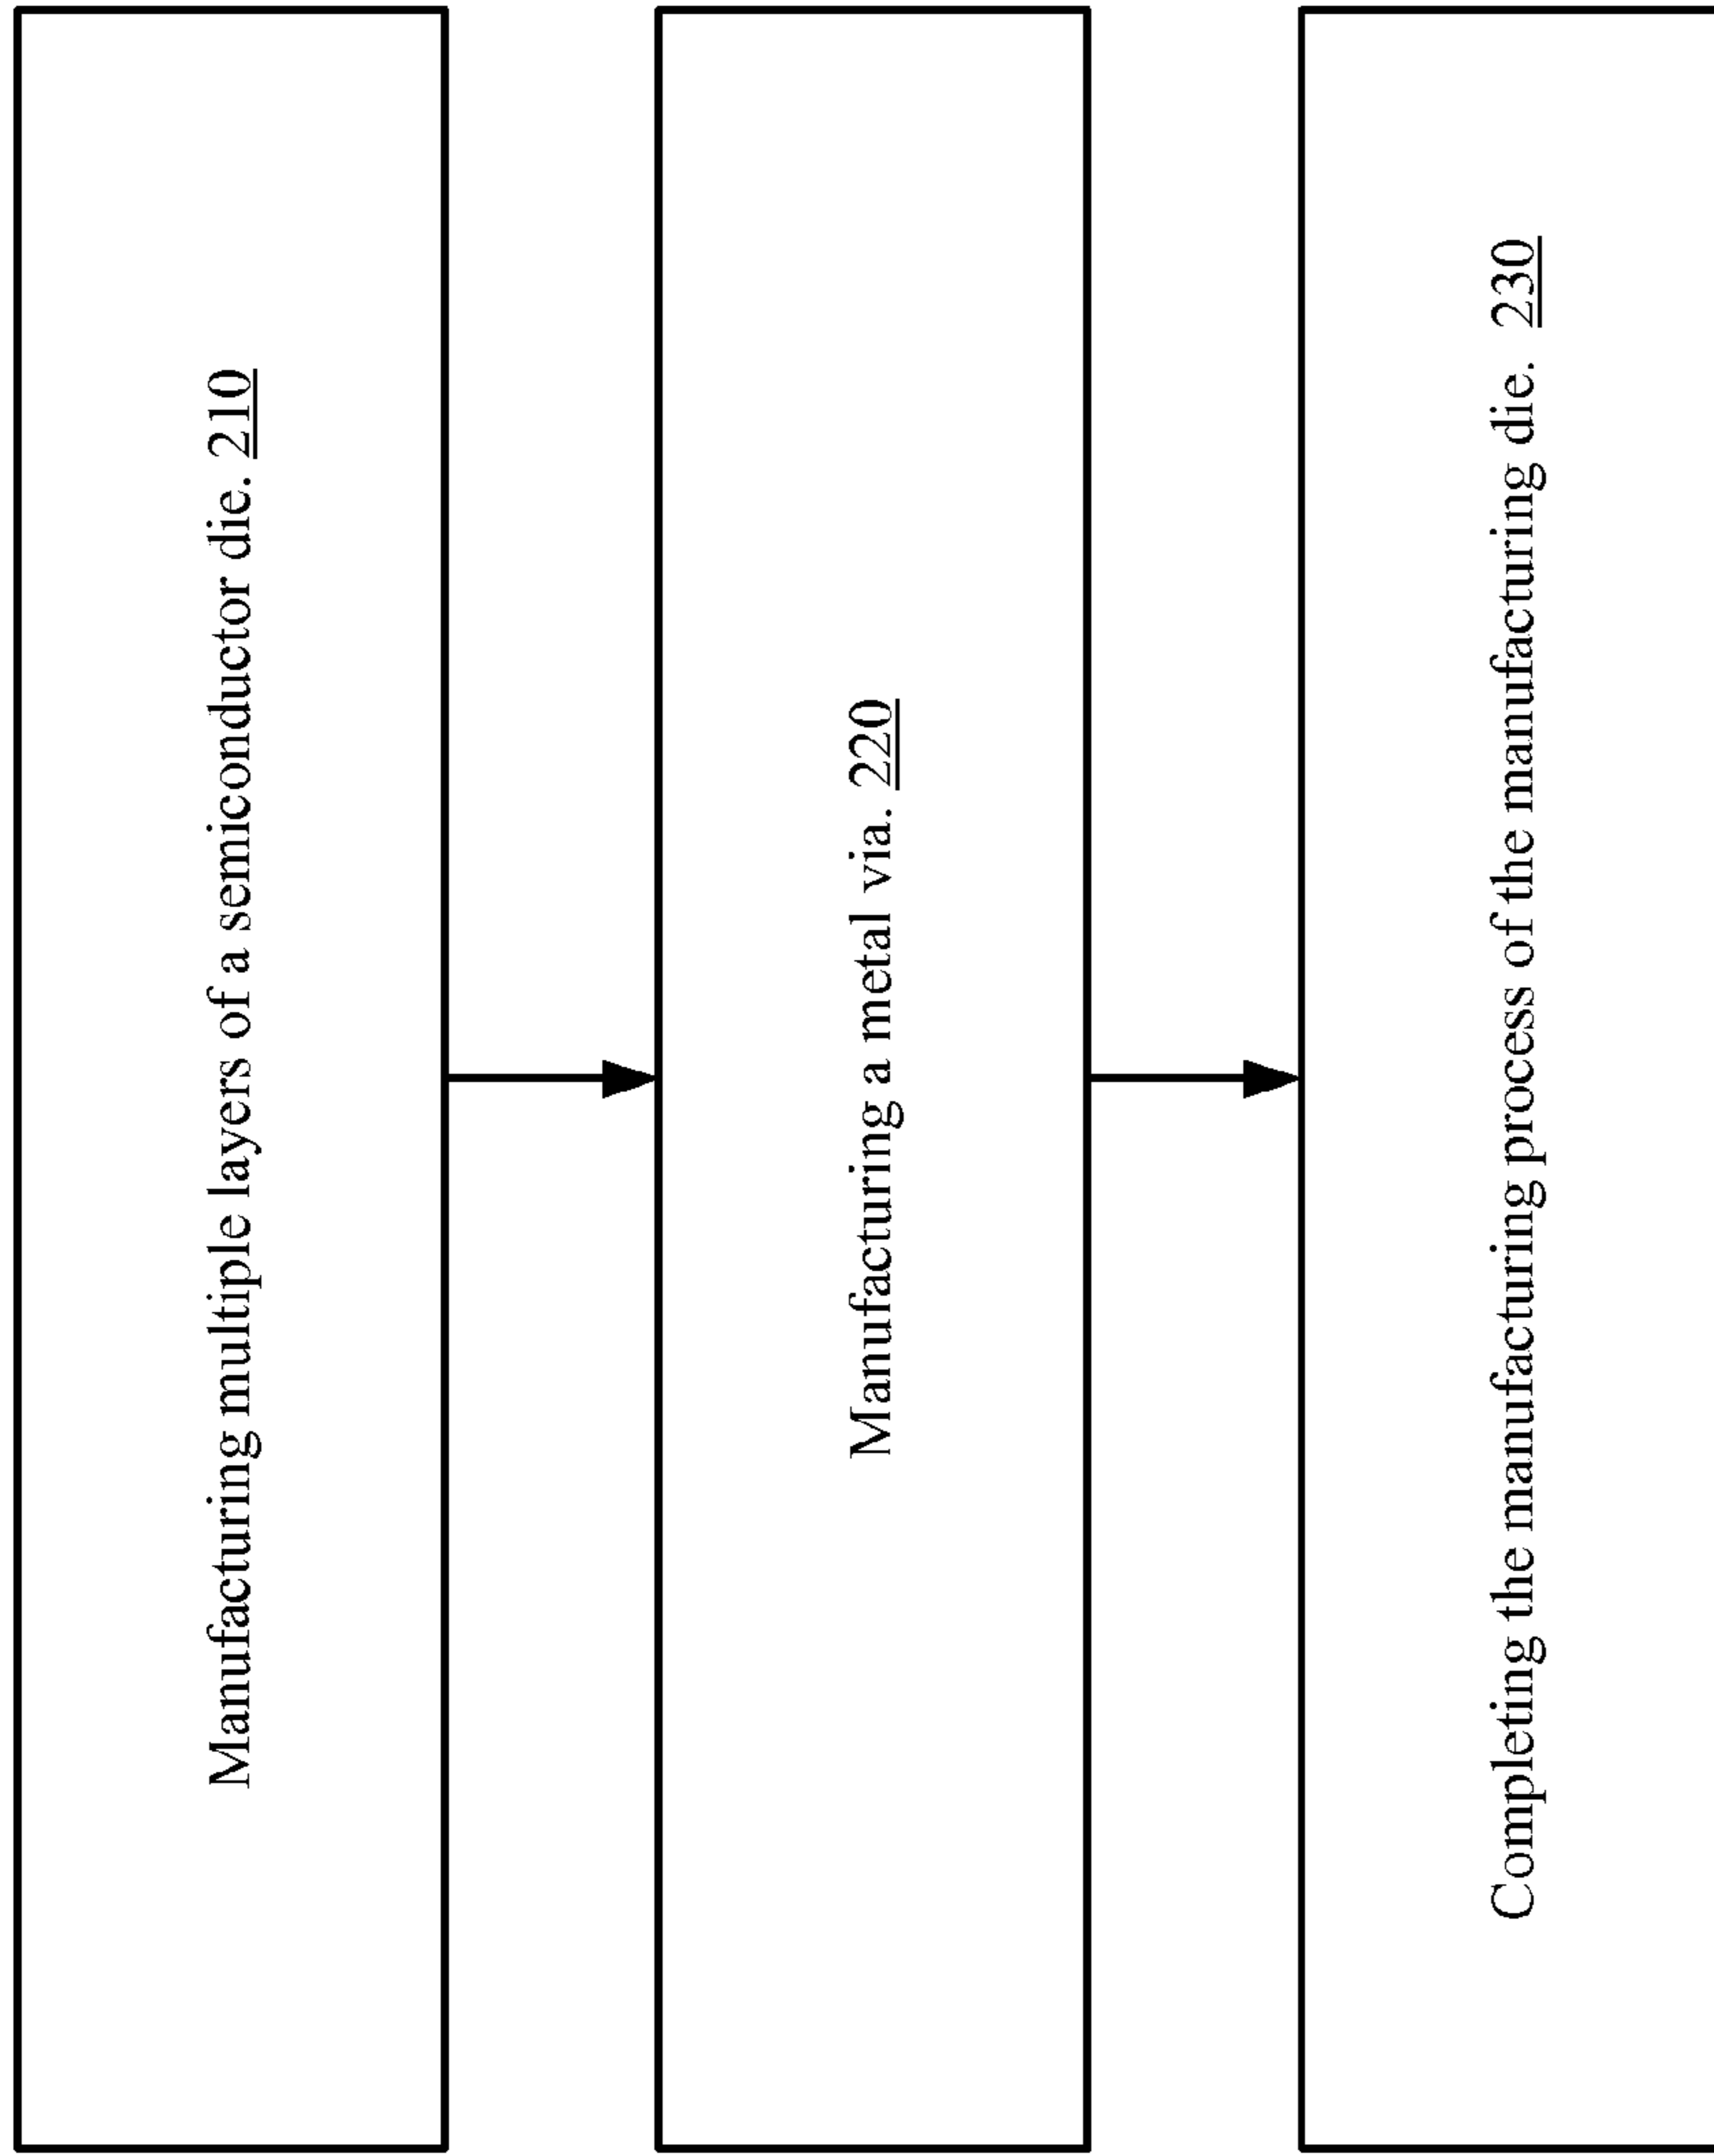 Manufacturing multiple layers of a semiconductor die. 210
Manufacturing a metal via. 220
Completing the manufacturing process of the manufacturing die. 230